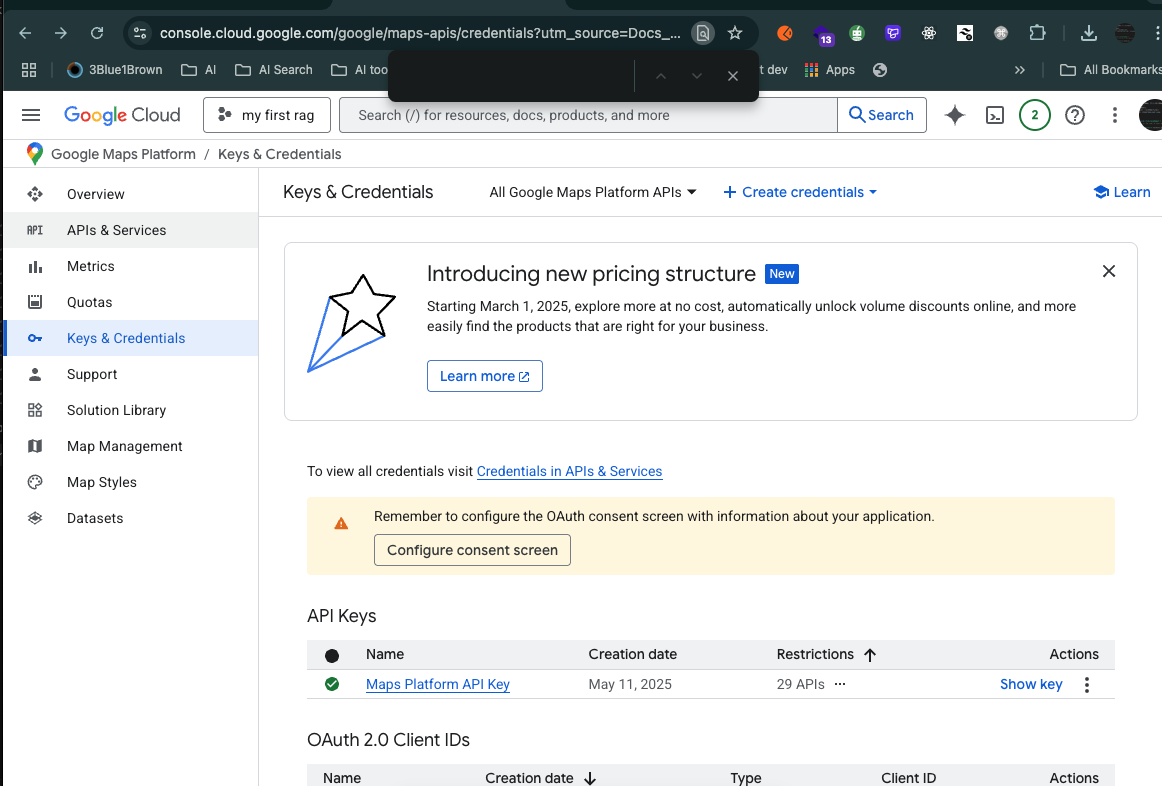 console.cloud.google.com/google/maps-apis/credentials?utm_source=Docs_...
13
3Blue1Brown
AI
AI Search
AI too
t dev
Apps
All Bookmarks
Google Cloud
my first rag
Search (/) for resources, docs, products, and more
Search
2
Google Maps Platform / Keys & Credentials
Overview
API APIs & Services
Metrics
Quotas
Keys & Credentials
Support
Solution Library
Map Management
Map Styles
Datasets
Keys & Credentials
All Google Maps Platform APIs
Create credentials
Learn
Introducing new pricing structure New
Starting March 1, 2025, explore more at no cost, automatically unlock volume discounts online, and more
easily find the products that are right for your business.
Learn more
To view all credentials visit Credentials in APIs & Services
Remember to configure the OAuth consent screen with information about your application.
Configure consent screen
API Keys
Name Creation date Restrictions Actions
Maps Platform API Key May 11, 2025 29 APIs ... Show key
OAuth 2.0 Client IDs
Name Creation date Type Client ID Actions